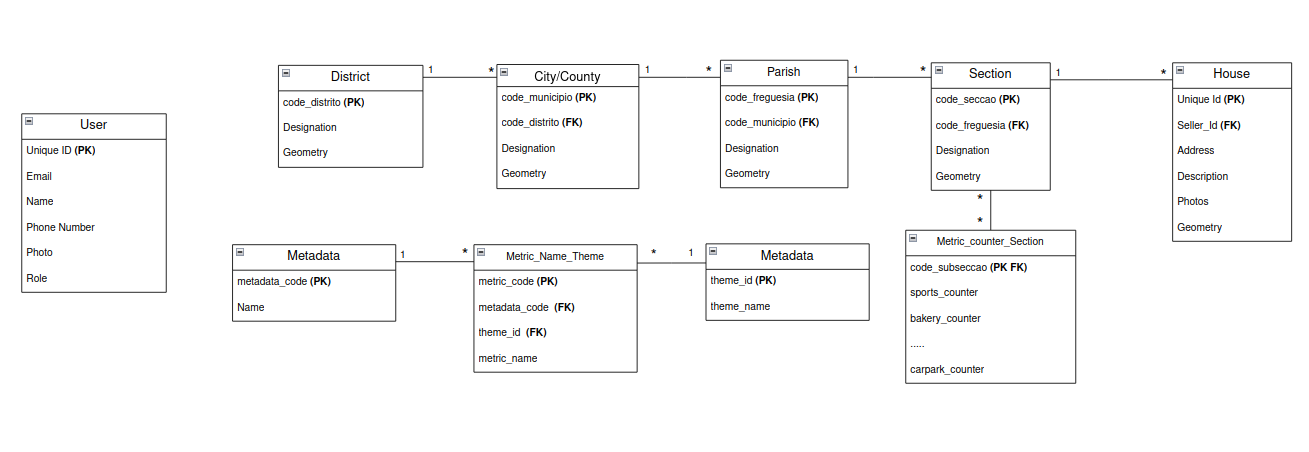 User
Unique ID (PK)
Email
Name
Phone Number
Photo
Role
District
code_distrito (PK)
Designation
Geometry
1
*
City/County
code_municipio (PK)
code_distrito (FK)
Designation
Geometry
1
*
Parish
code_freguesia (PK)
code_municipio (FK)
Designation
Geometry
1
*
Section
code_seccao (PK)
code_freguesia (FK)
Designation
Geometry
1
*
House
Unique Id (PK)
Seller_Id (FK)
Address
Description
Photos
Geometry
*
*
Metadata
metadata_code (PK)
Name
1
*
Metric_Name_Theme
metric_code (PK)
metadata_code (FK)
theme_id (FK)
metric_name
*
1
Metadata
theme_id (PK)
theme_name
Metric_counter_Section
code_subseccao (PK FK)
sports_counter
bakery_counter
.....
carpark_counter